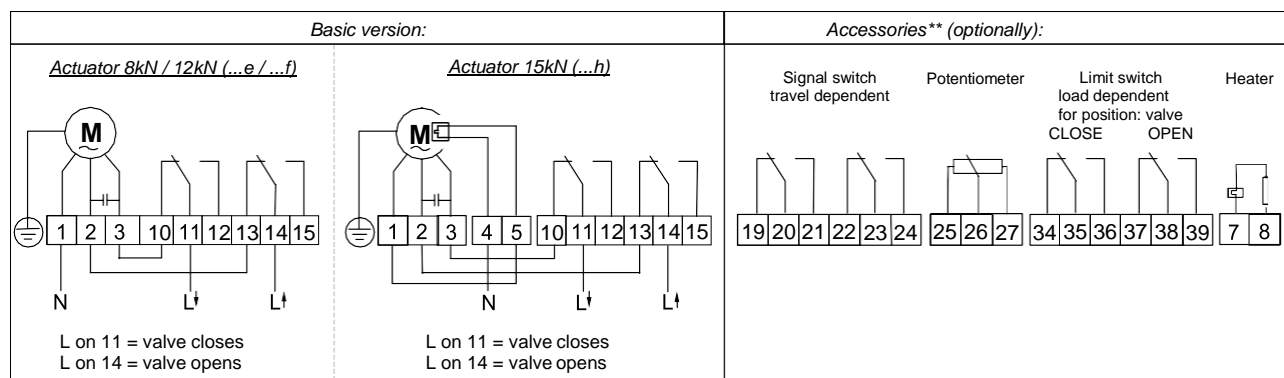 Basic version:
Accessories** (optionally):
Actuator 8kN / 12kN (...e / ...f)
M
~
1 2 3 10 11 12 13 14 15
N L L
L on 11 = valve closes
L on 14 = valve opens
Actuator 15kN (...h)
M
~
1 2 3 4 5 10 11 12 13 14 15
N L L
L on 11 = valve closes
L on 14 = valve opens
Signal switch
travel dependent
19 20 21 22 23 24
Potentiometer
25 26 27
Limit switch
load dependent
for position: valve
CLOSE OPEN
34 35 36 37 38 39
Heater
7 8